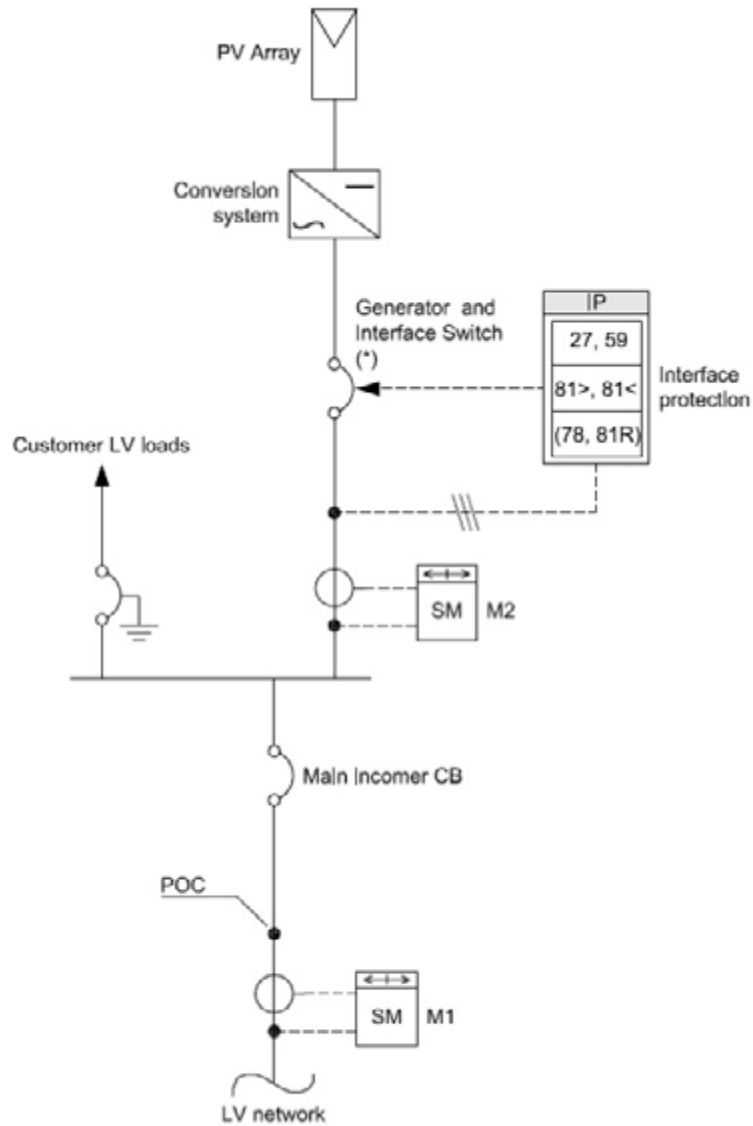 PV Array
Conversion
system
Generator and
Interface Switch
(*)
IP
27, 59
81>, 81<
(78, 81R)
Interface
protection
Customer LV loads
SM
M2
Main Incomer CB
POC
SM
M1
LV network